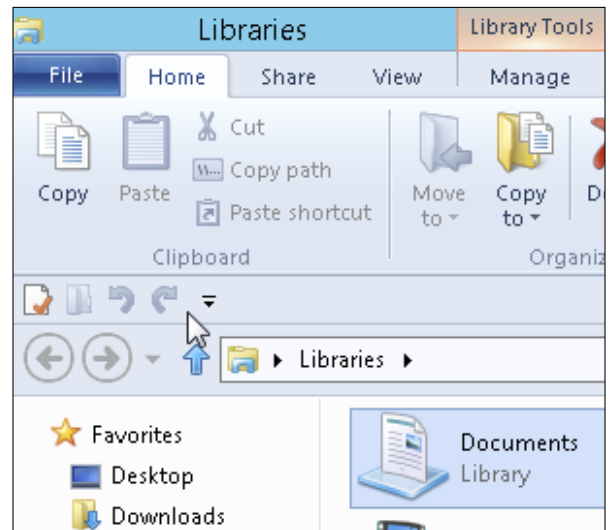 Libraries
Library Tools
File
Home
Share
View
Manage
Copy
Paste
Cut
Copy path
Paste shortcut
Move
to
Copy
to
Clipboard
Organiz
Libraries
Favorites
Desktop
Downloads
Documents
Library